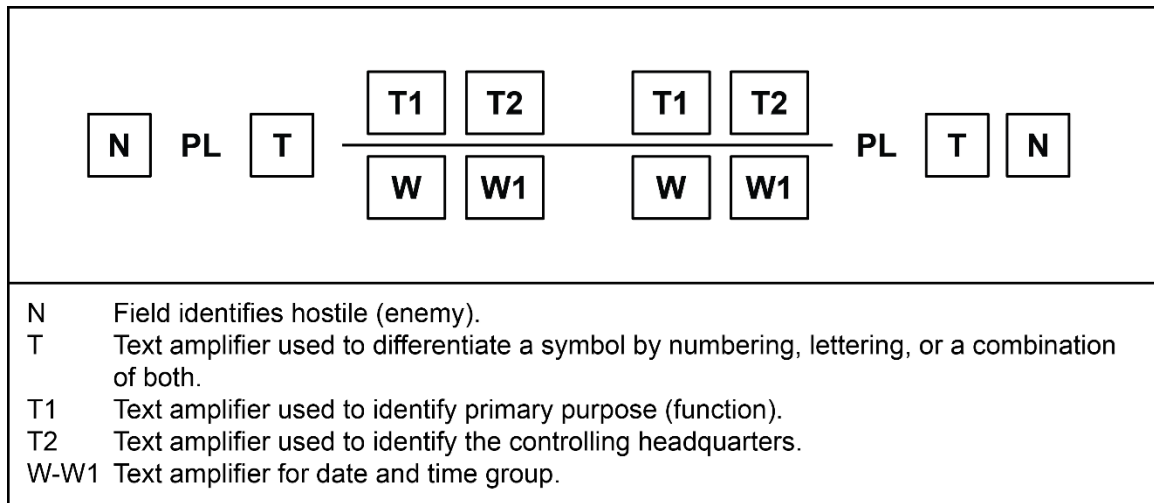 T1 T2 T1 T2
N PL T PL T N
W W1 W W1
N Field identifies hostile (enemy).
T Text amplifier used to differentiate a symbol by numbering, lettering, or a combination
of both.
T1 Text amplifier used to identify primary purpose (function).
T2 Text amplifier used to identify the controlling headquarters.
W-W1 Text amplifier for date and time group.